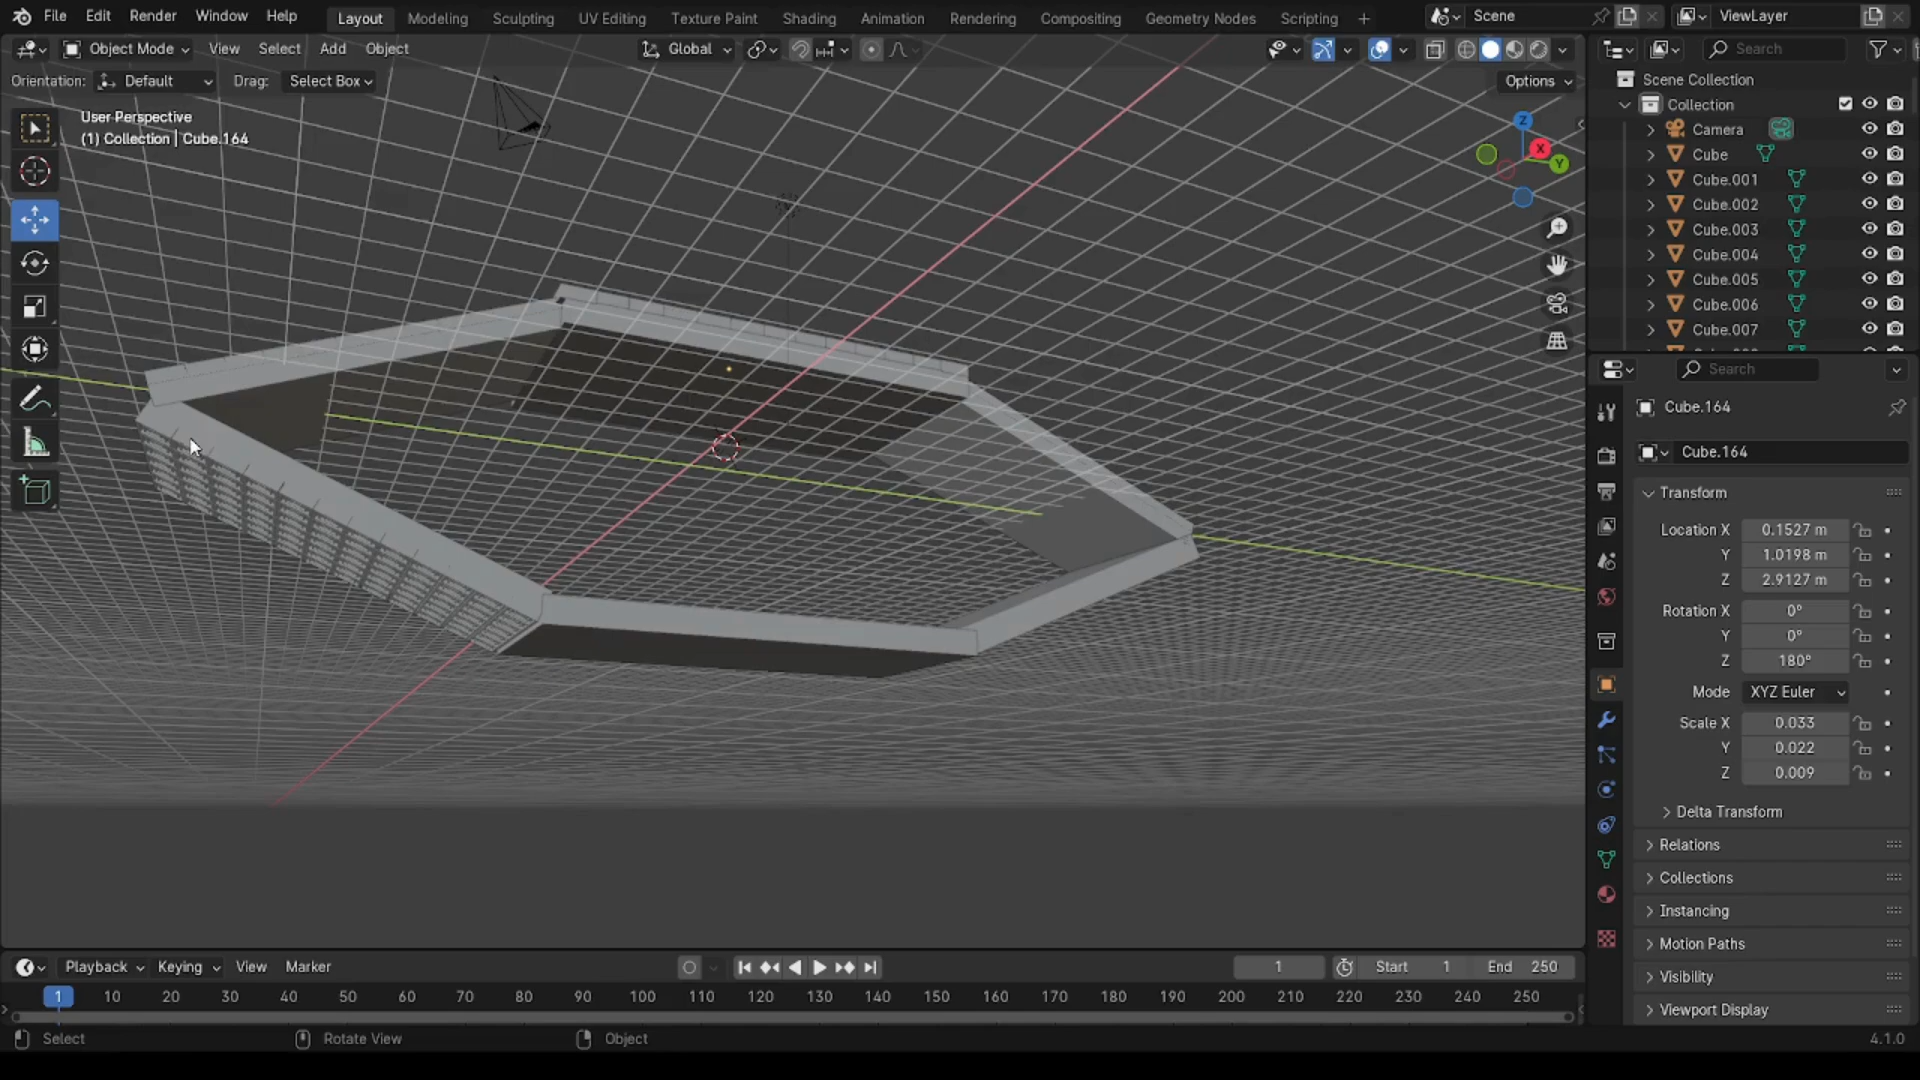 File Edit Render Window Help Layout Modeling Sculpting UV Editing Texture Paint Shading Animation Rendering Compositing Geometry Nodes Scripting + Scene ViewLayer
Object Mode View Select Add Object Global Search
Orientation: Default Drag: Select Box Options
User Perspective
(1) Collection | Cube.164
Z
X
Y
Scene Collection
Collection
Camera
Cube
Cube.001
Cube.002
Cube.003
Cube.004
Cube.005
Cube.006
Cube.007
Search
Cube.164
Cube.164
Transform
Location X 0.1527 m
Y 1.0198 m
Z 2.9127 m
Rotation X 0°
Y 0°
Z 180°
Mode XYZ Euler
Scale X 0.033
Y 0.022
Z 0.009
Delta Transform
Relations
Collections
Instancing
Motion Paths
Visibility
Viewport Display
Playback Keying View Marker 1 Start 1 End 250
1 10 20 30 40 50 60 70 80 90 100 110 120 130 140 150 160 170 180 190 200 210 220 230 240 250
Select Rotate View Object 4.1.0